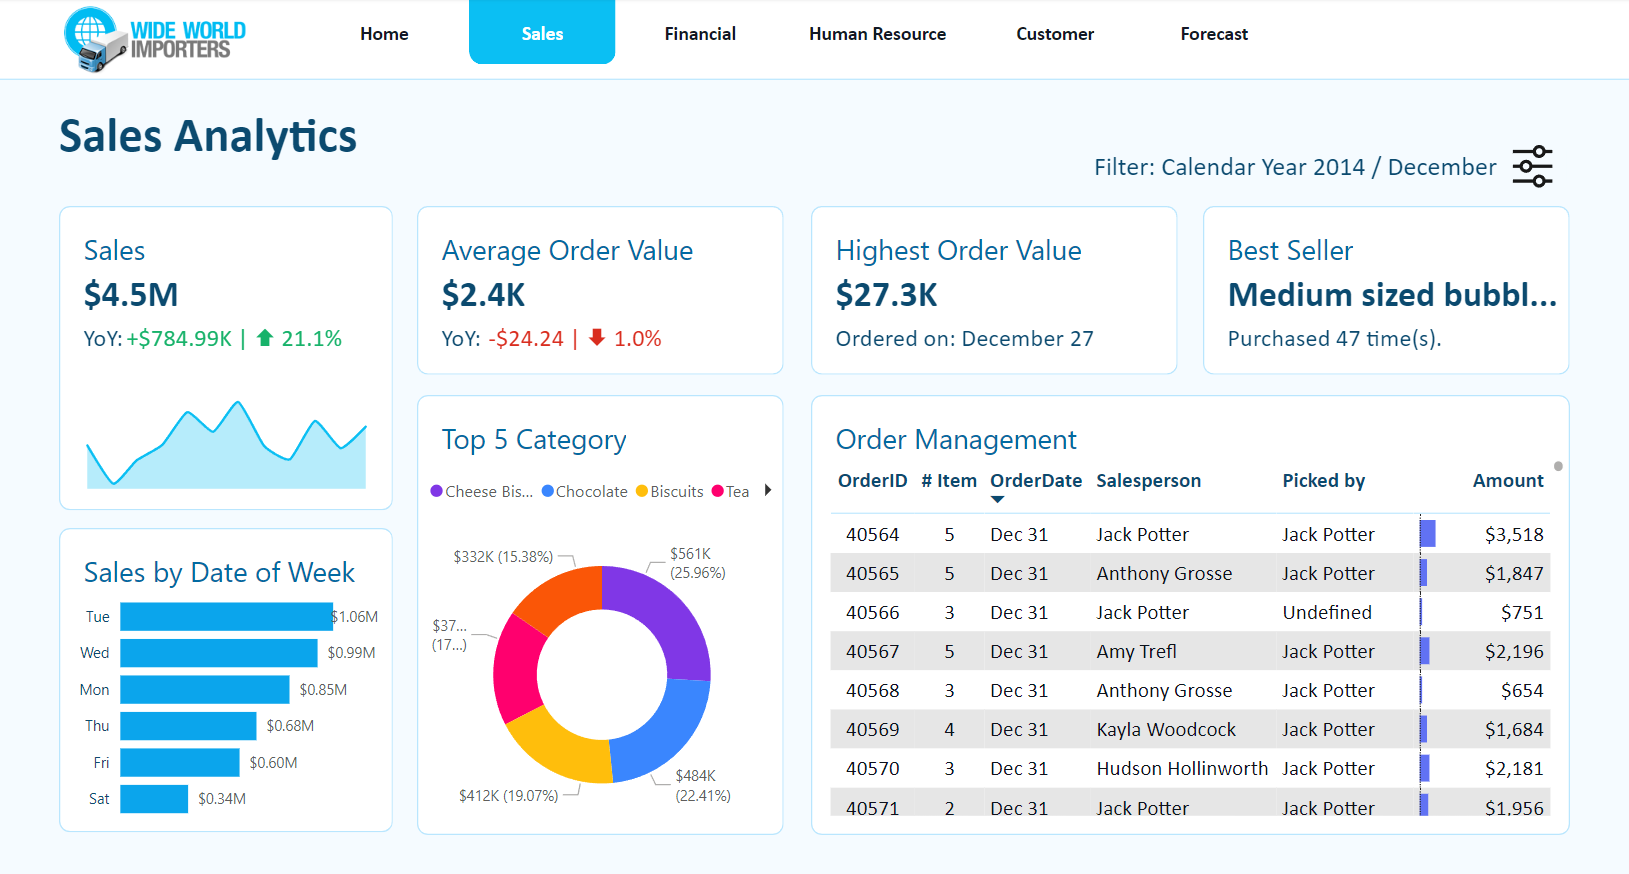 WIDE WORLD
IMPORTERS
Home Sales Financial Human Resource Customer Forecast
Sales Analytics
Filter: Calendar Year 2014 / December
Sales
$4.5M
YoY: +$784.99K | 21.1%
Average Order Value
$2.4K
YoY: -$24.24 | 1.0%
Highest Order Value
$27.3K
Ordered on: December 27
Best Seller
Medium sized bubbl...
Purchased 47 time(s).
Sales by Date of Week
Tue $1.06M
Wed $0.99M
Mon $0.85M
Thu $0.68M
Fri $0.60M
Sat $0.34M
Top 5 Category
Cheese Bis... Chocolate Biscuits Tea
$332K (15.38%)
$561K
(25.96%)
$37...
(17...)
$412K (19.07%)
$484K
(22.41%)
Order Management
OrderID # Item OrderDate Salesperson Picked by Amount
40564 5 Dec 31 Jack Potter Jack Potter $3,518
40565 5 Dec 31 Anthony Grosse Jack Potter $1,847
40566 3 Dec 31 Jack Potter Undefined $751
40567 5 Dec 31 Amy Trefl Jack Potter $2,196
40568 3 Dec 31 Anthony Grosse Jack Potter $654
40569 4 Dec 31 Kayla Woodcock Jack Potter $1,684
40570 3 Dec 31 Hudson Hollinworth Jack Potter $2,181
40571 2 Dec 31 Jack Potter Jack Potter $1,956